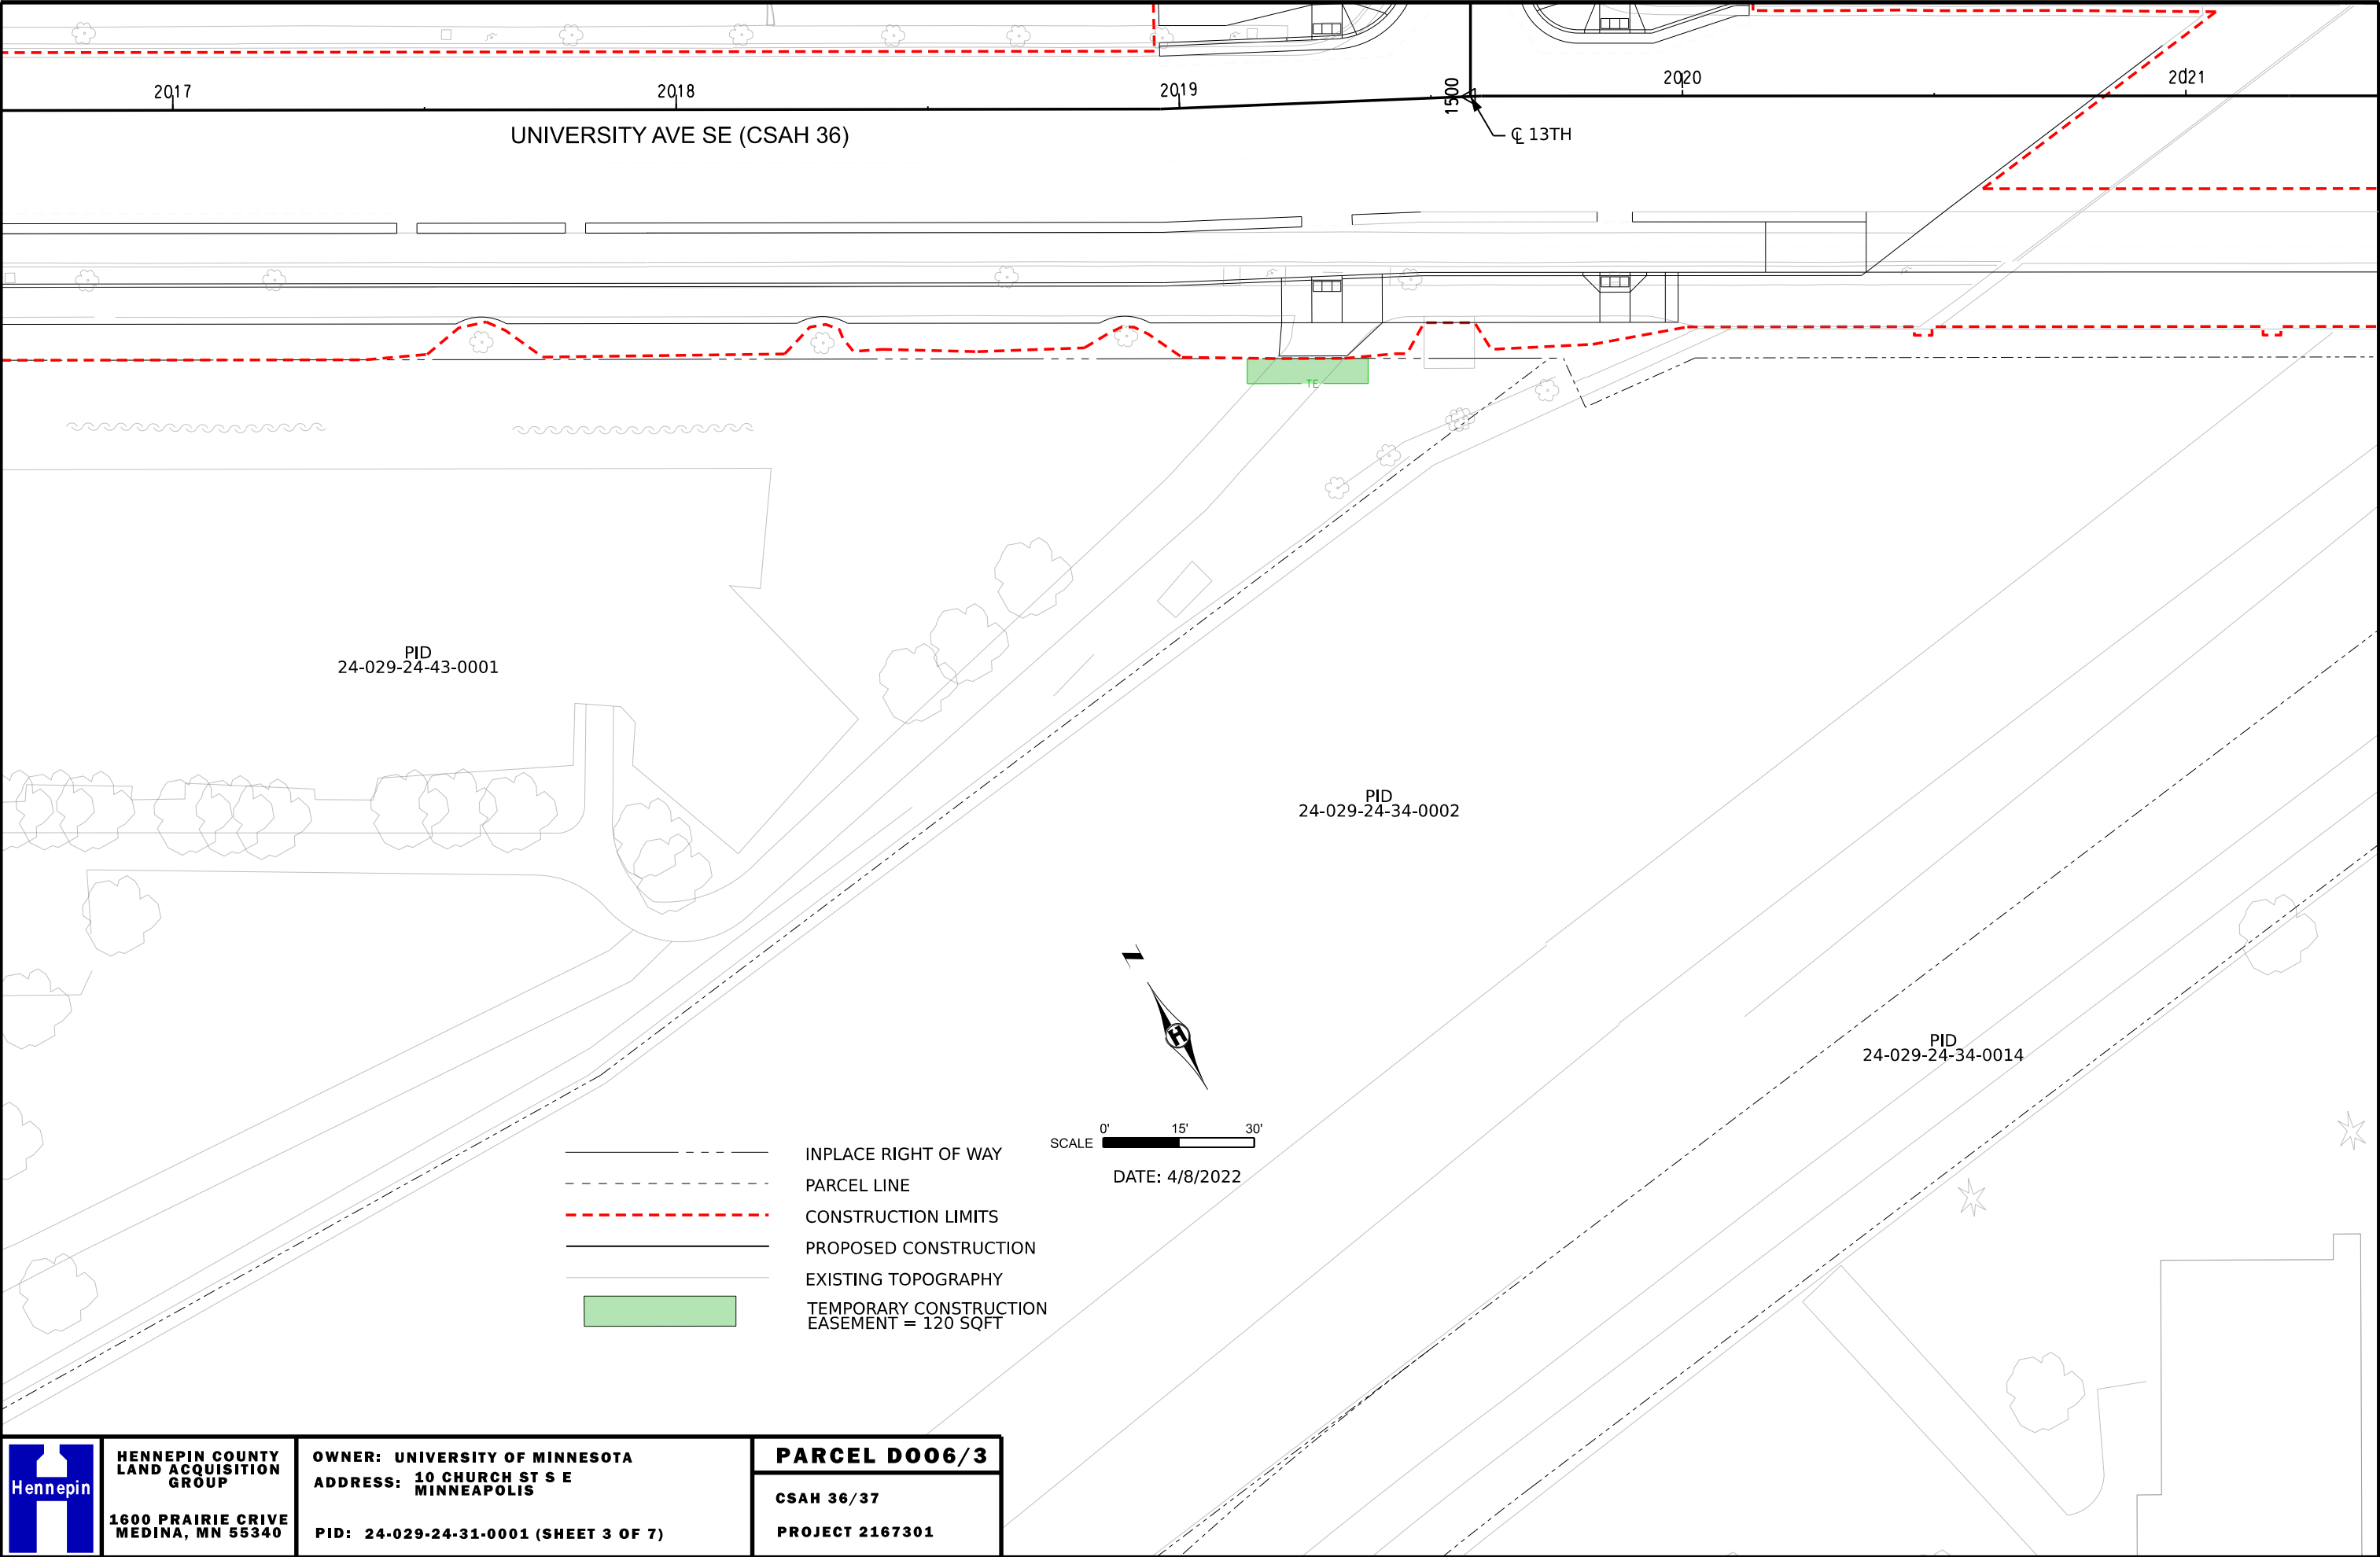 2017
2018
2019
2020
2021
1500
UNIVERSITY AVE SE (CSAH 36)
℄ 13TH
TE
PID
24-029-24-43-0001
PID
24-029-24-34-0002
PID
24-029-24-34-0014
N
H
SCALE 0' 15' 30'
DATE: 4/8/2022
INPLACE RIGHT OF WAY
PARCEL LINE
CONSTRUCTION LIMITS
PROPOSED CONSTRUCTION
EXISTING TOPOGRAPHY
TEMPORARY CONSTRUCTION
EASEMENT = 120 SQFT
Hennepin
HENNEPIN COUNTY
LAND ACQUISITION
GROUP
1600 PRAIRIE CRIVE
MEDINA, MN 55340
OWNER: UNIVERSITY OF MINNESOTA
ADDRESS: 10 CHURCH ST S E
MINNEAPOLIS
PID: 24-029-24-31-0001 (SHEET 3 OF 7)
PARCEL D006/3
CSAH 36/37
PROJECT 2167301